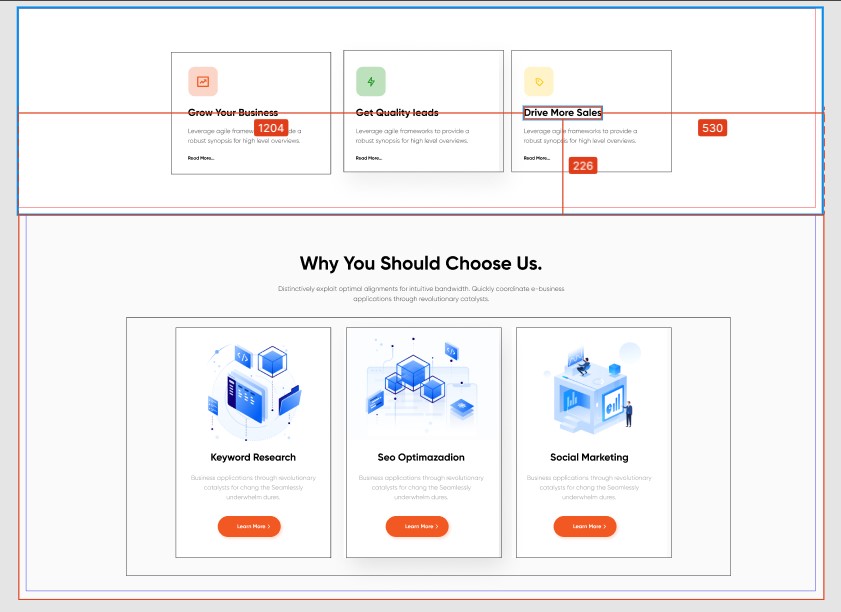 Grow Your Business
Get Quality leads
Drive More Sales
1204
530
Leverage agile frameworks to provide a
robust synopsis for high level overviews.
Read More...
Leverage agile frameworks to provide a
robust synopsis for high level overviews.
Read More...
Leverage agile frameworks to provide a
robust synopsis for high level overviews.
Read More...
226
Why You Should Choose Us.
Distinctively exploit optimal alignments for intuitive bandwidth. Quickly coordinate e-business
applications through revolutionary catalysts.
Keyword Research
Business applications through revolutionary
catalysts for chang the Seamlessly
underwhelm dures.
Learn More >
Seo Optimazadion
Business applications through revolutionary
catalysts for chang the Seamlessly
underwhelm dures.
Learn More >
Social Marketing
Business applications through revolutionary
catalysts for chang the Seamlessly
underwhelm dures.
Learn More >